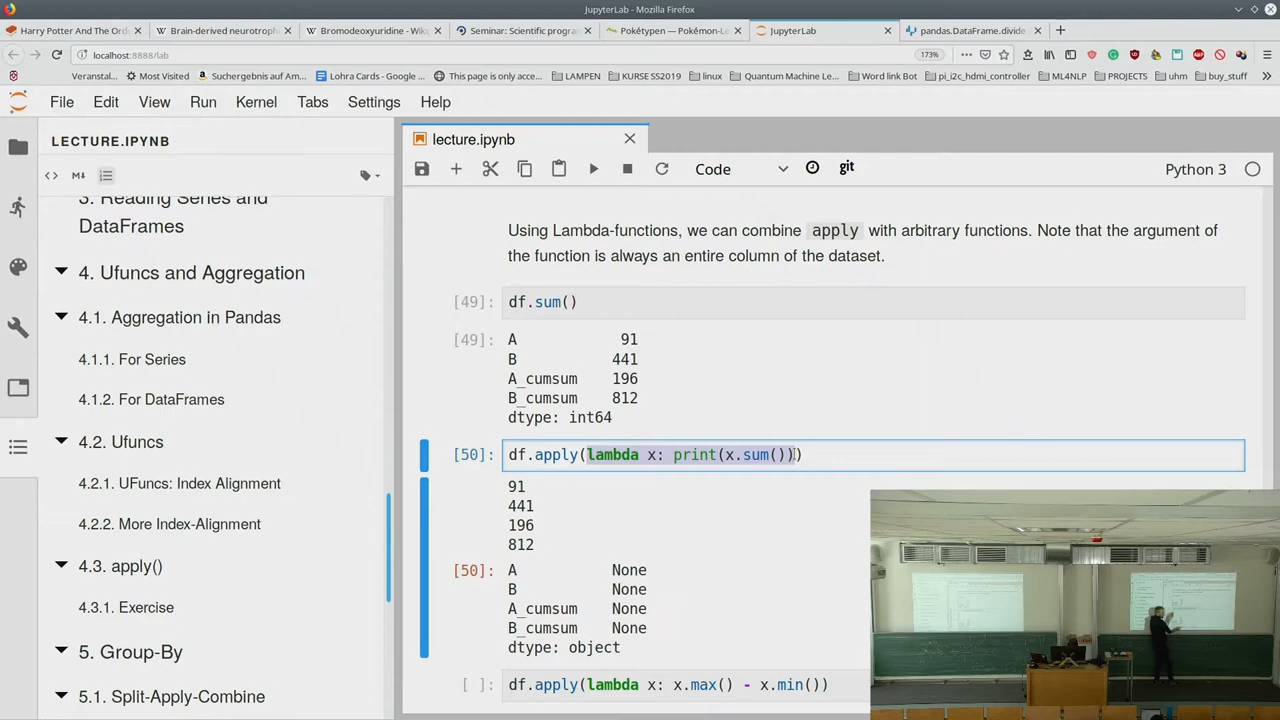 JupyterLab - Mozilla Firefox
Harry Potter And The Ord
Brain-derived neurotroph
Bromodeoxyuridine - Wiki
Seminar: Scientific program
Pokétypen — Pokémon-L
JupyterLab
pandas.DataFrame.divide
localhost:8888/lab
173%
Veranstal...
Most Visited
Suchergebnis auf Am...
Lohra Cards - Google ...
This page is only acce...
LAMPEN
KURSE SS2019
linux
Quantum Machine Le...
Word link Bot
pi_i2c_hdmi_controller
ML4NLP
PROJECTS
uhm
buy_stuff
File Edit View Run Kernel Tabs Settings Help
LECTURE.IPYNB
3. Reading Series and
DataFrames
4. Ufuncs and Aggregation
4.1. Aggregation in Pandas
4.1.1. For Series
4.1.2. For DataFrames
4.2. Ufuncs
4.2.1. UFuncs: Index Alignment
4.2.2. More Index-Alignment
4.3. apply()
4.3.1. Exercise
5. Group-By
5.1. Split-Apply-Combine
lecture.ipynb
Code
git
Python 3
Using Lambda-functions, we can combine apply with arbitrary functions. Note that the argument of
the function is always an entire column of the dataset.
[49]: df.sum()
[49]: A 91
B 441
A_cumsum 196
B_cumsum 812
dtype: int64
[50]: df.apply(lambda x: print(x.sum()))
91
441
196
812
[50]: A None
B None
A_cumsum None
B_cumsum None
dtype: object
[ ]: df.apply(lambda x: x.max() - x.min())